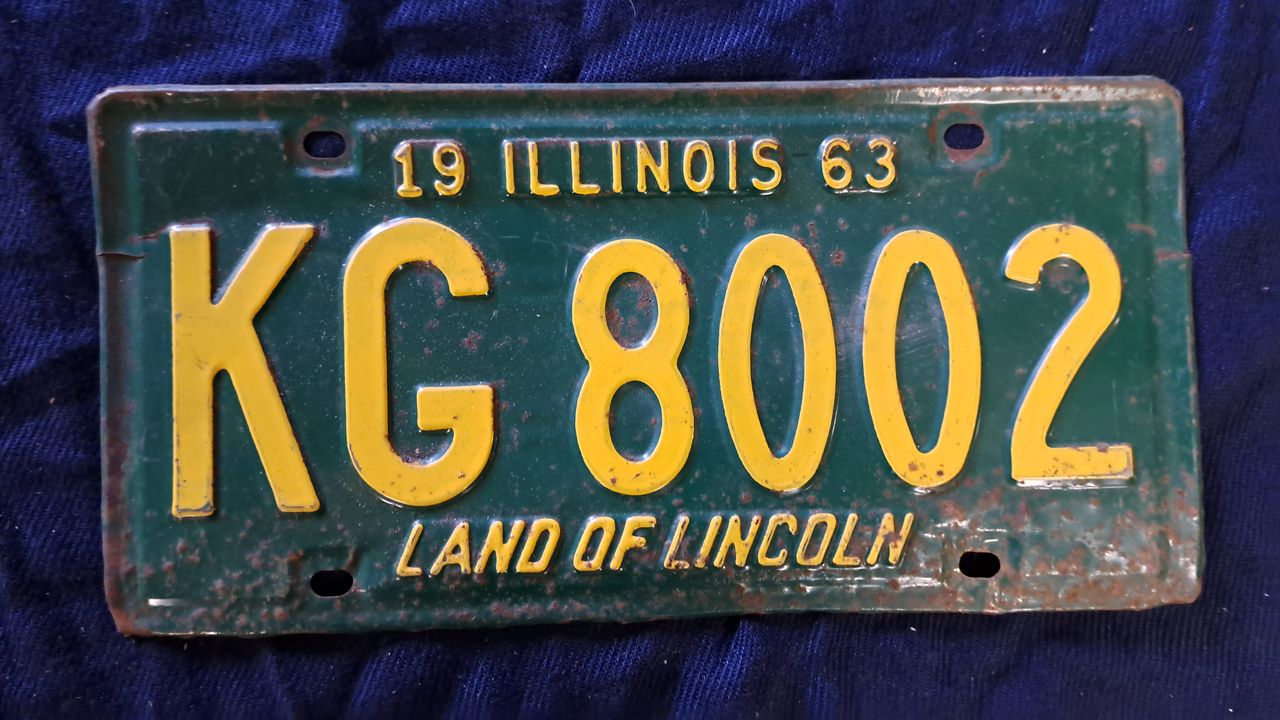 19 ILLINOIS 63
KG 8002
LAND OF LINCOLN